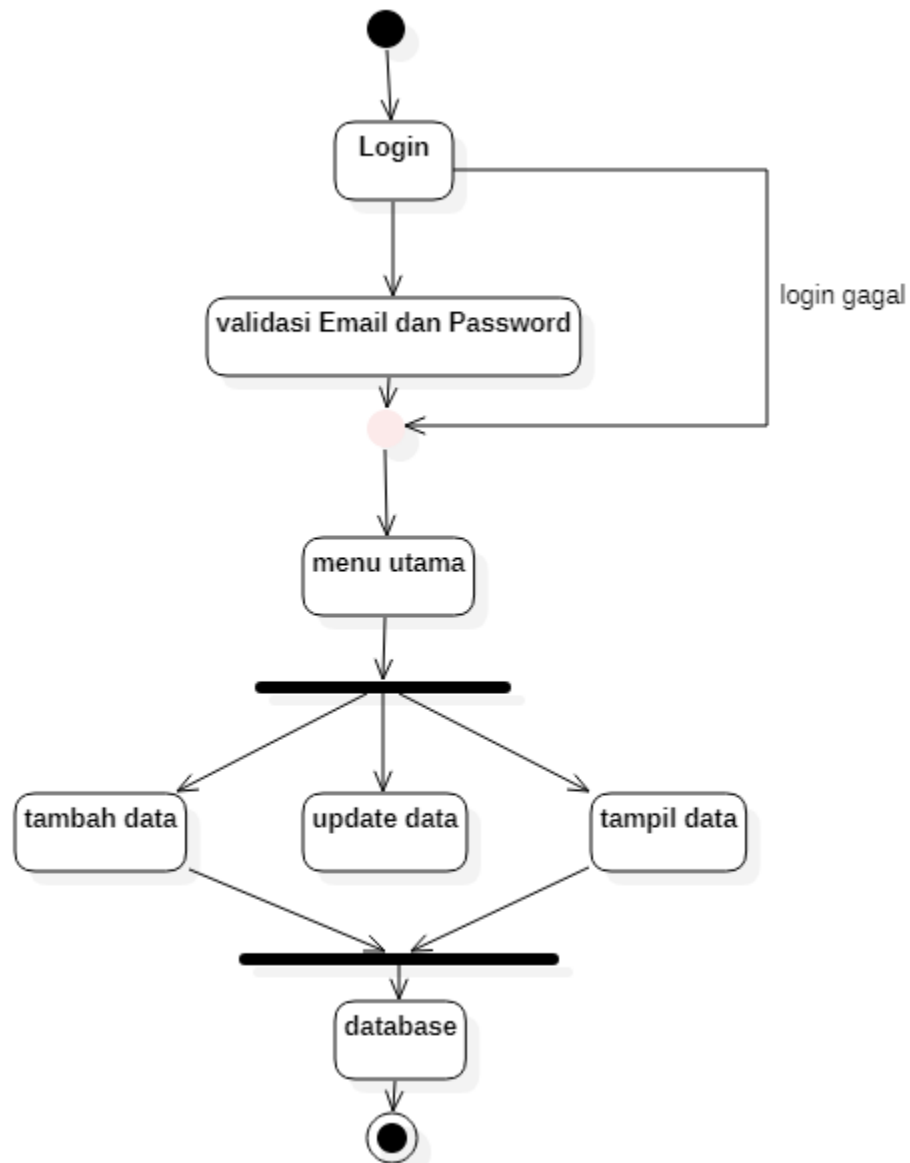 Login
login gagal
validasi Email dan Password
menu utama
tambah data
update data
tampil data
database